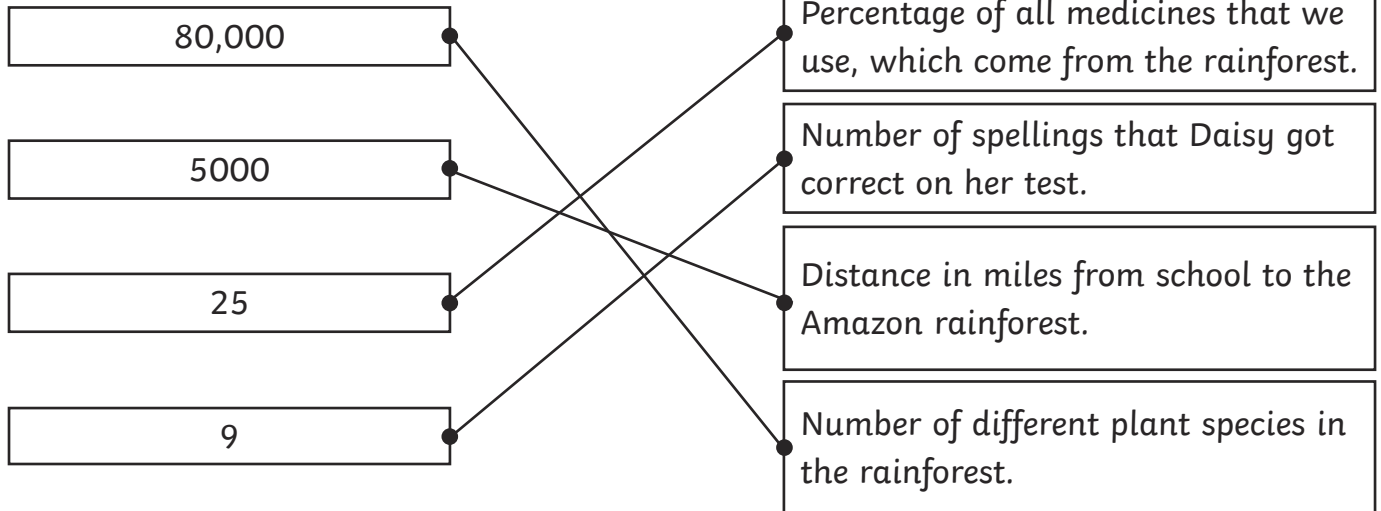 80,000
5000
25
9
Percentage of all medicines that we
use, which come from the rainforest.
Number of spellings that Daisy got
correct on her test.
Distance in miles from school to the
Amazon rainforest.
Number of different plant species in
the rainforest.